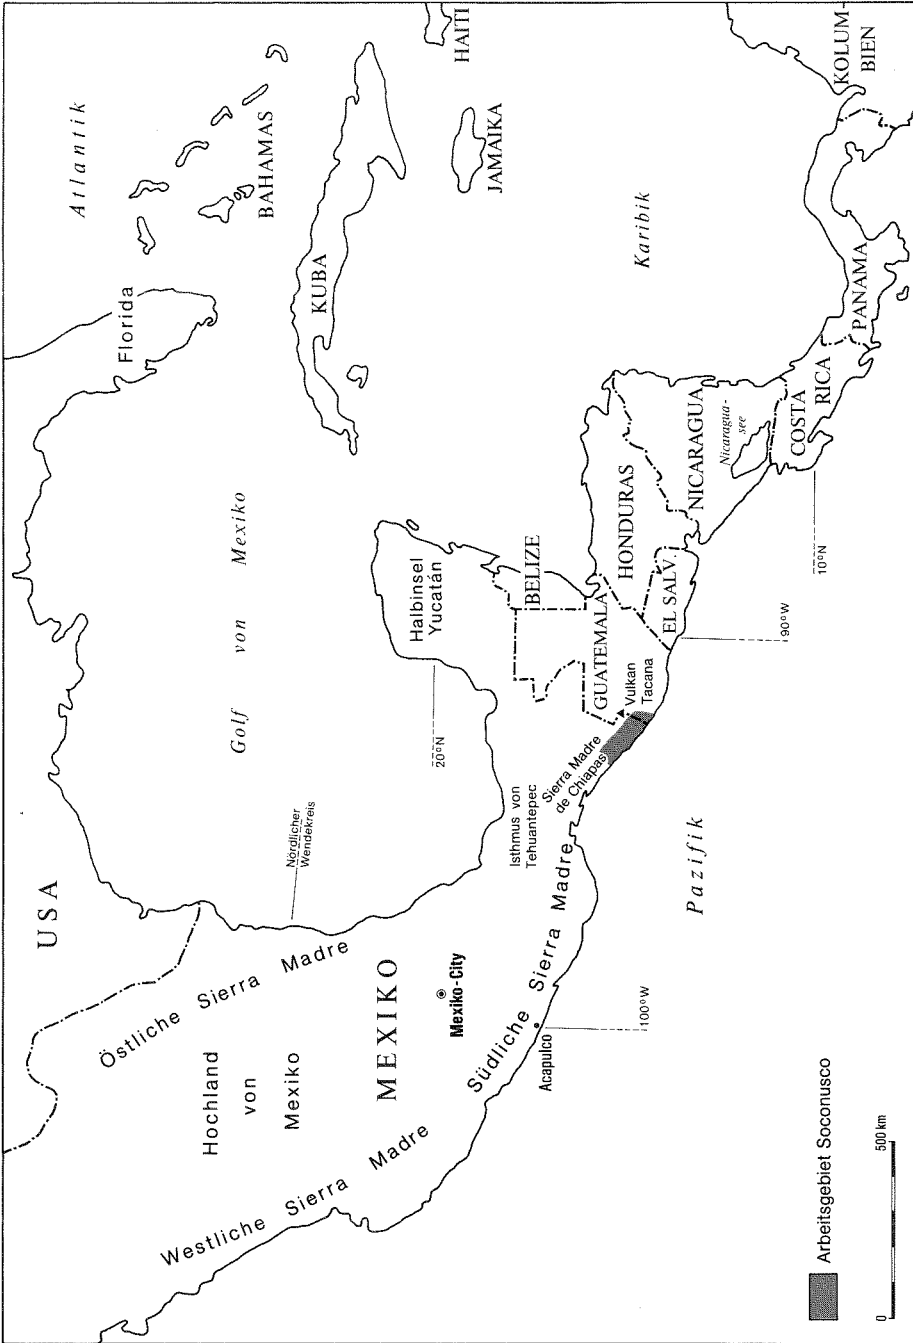 USA
Atlantik
Florida
BAHAMAS
Östliche Sierra Madre
Hochland
von
Mexiko
Golf von Mexiko
Nördlicher
Wendekreis
KUBA
HAITI
JAMAIKA
Westliche Sierra Madre
MEXIKO
Mexiko-City
20°N
Halbinsel
Yucatán
Südliche Sierra Madre
Acapulco
100°W
Isthmus von
Tehuantepec
Sierra Madre
de Chiapas
BELIZE
GUATEMALA
Vulkan
Tacana
HONDURAS
EL SALV.
90°W
Karibik
NICARAGUA
Nicaragua-
see
COSTA
RICA
10°N
PANAMA
KOLUM-
BIEN
Pazifik
Arbeitsgebiet Soconusco
0 500 km